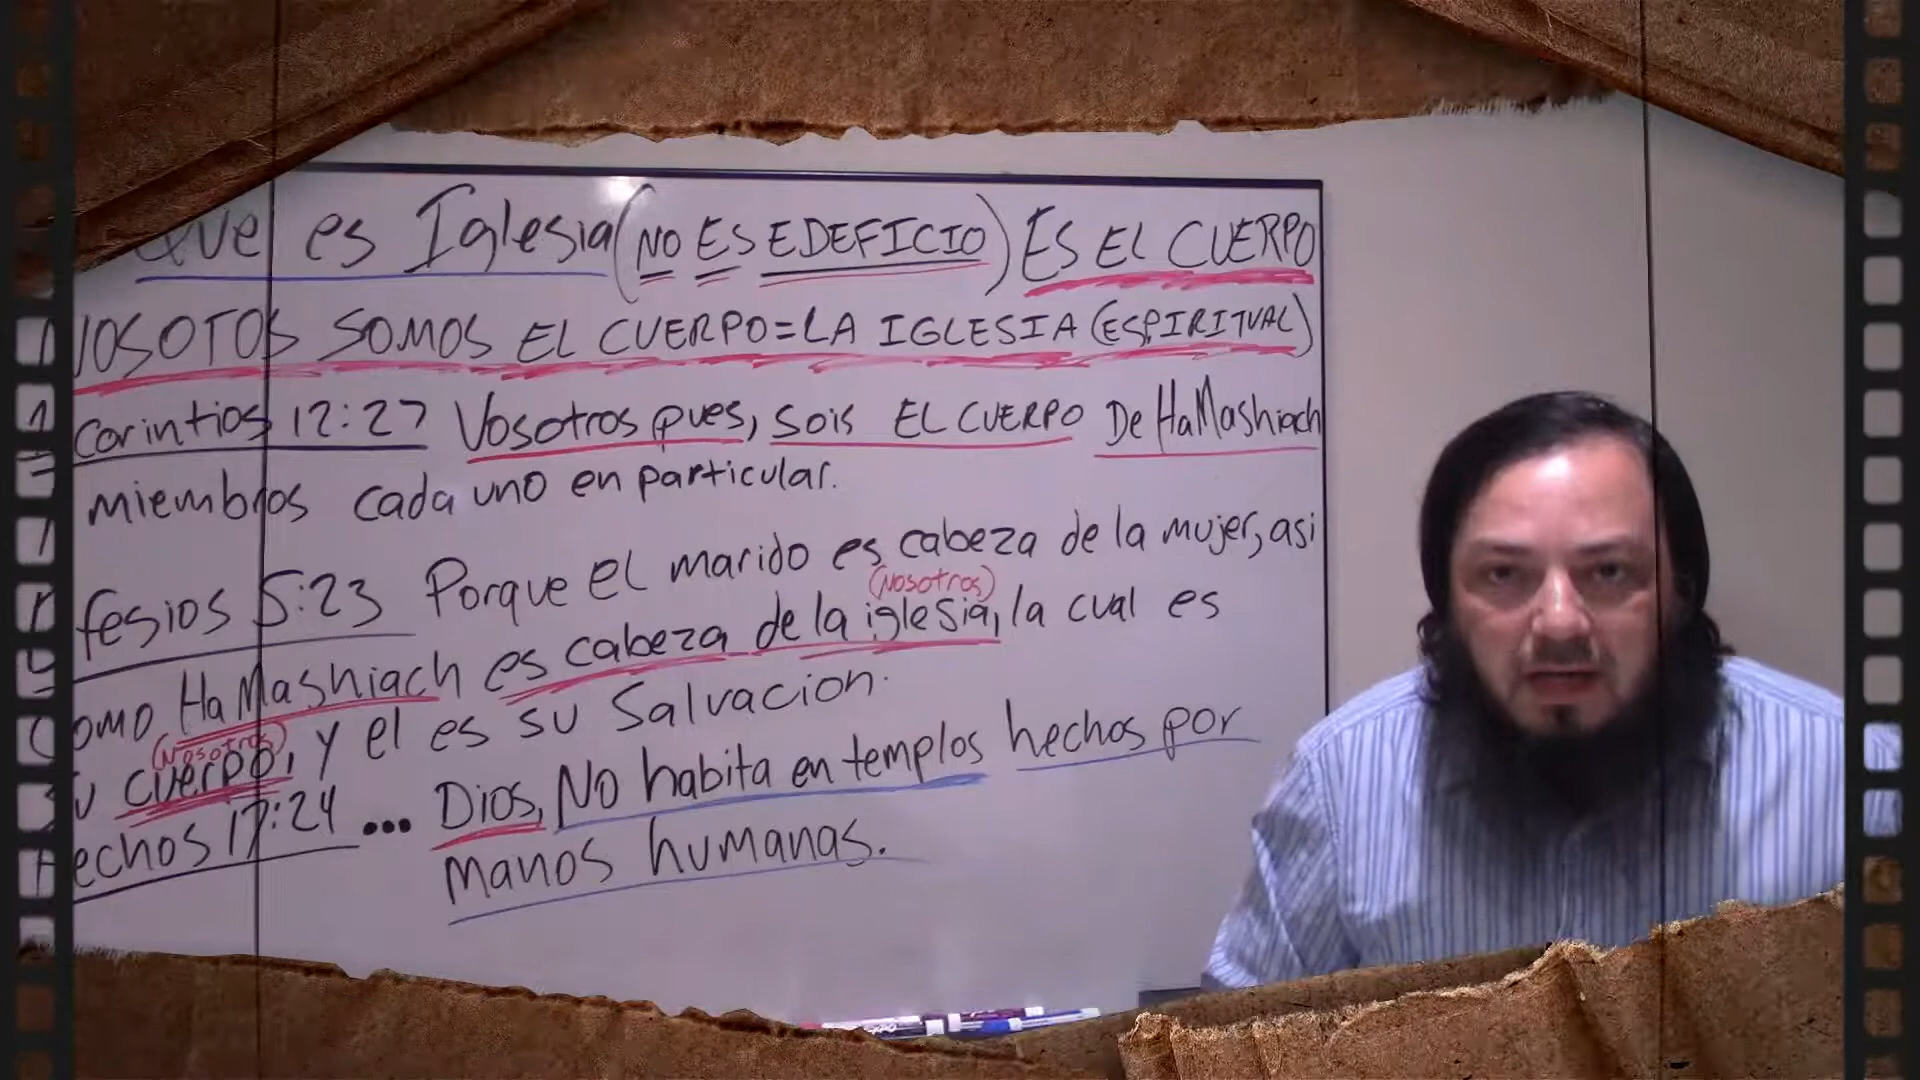 Que es Iglesia (NO ES EDEFICIO) ES EL CUERPO
NOSOTOS SOMOS EL CUERPO=LA IGLESIA (ESPIRITUAL)
corintios 12:27 Vosotros pues, sois EL CUERPO De HaMashiach
miembros cada uno en particular.
fesios 5:23 Porque el marido es cabeza de la mujer, asi
(Nosotros)
omo HaMashiach es cabeza de la iglesia, la cual es
(Nosotros)
u cuerpo, y el es su Salvacion.
echos 17:24 ... Dios, No habita en templos hechos por
manos humanas.